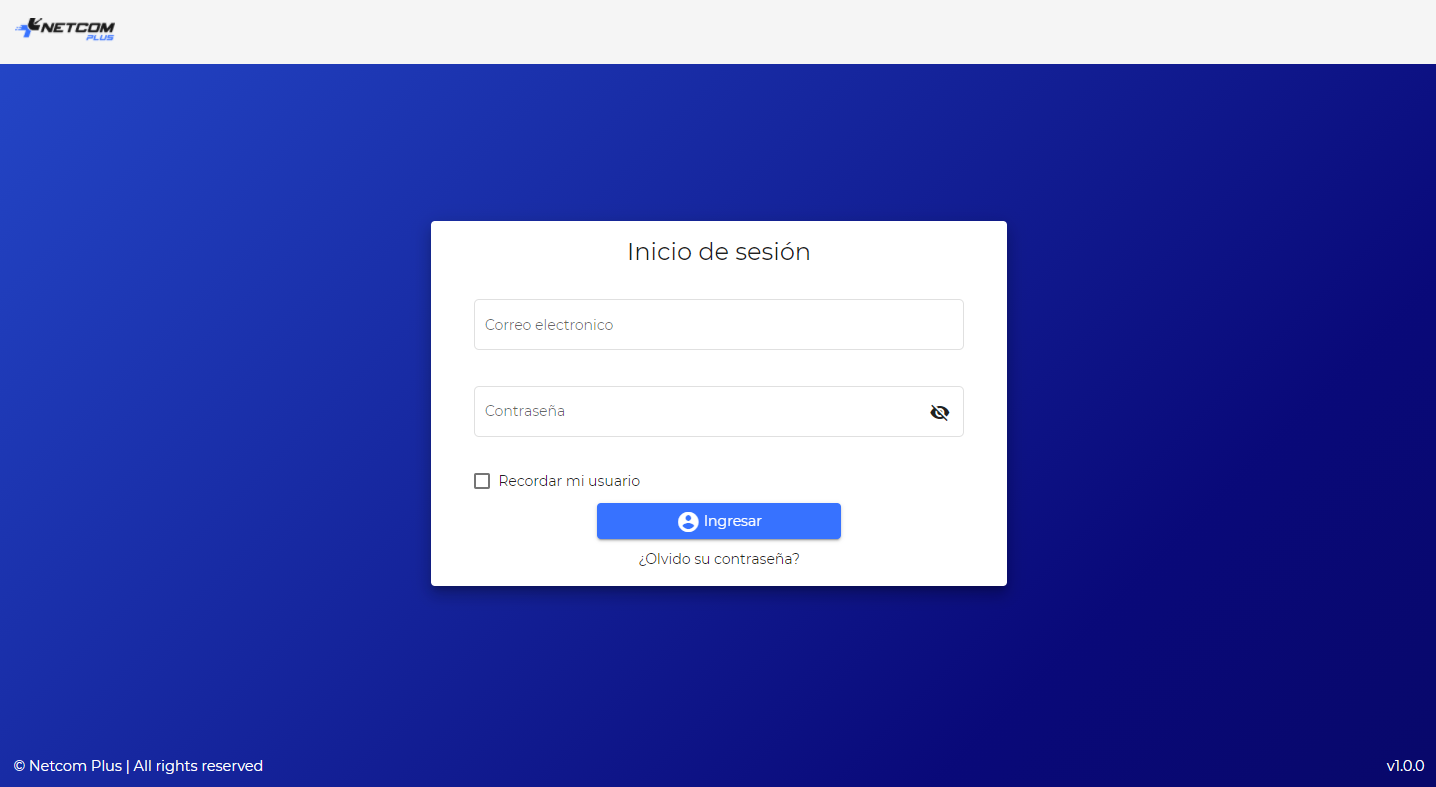 NETCOM
PLUS
Inicio de sesión
Correo electronico
Contraseña
Recordar mi usuario
Ingresar
¿Olvido su contraseña?
© Netcom Plus | All rights reserved
v1.0.0